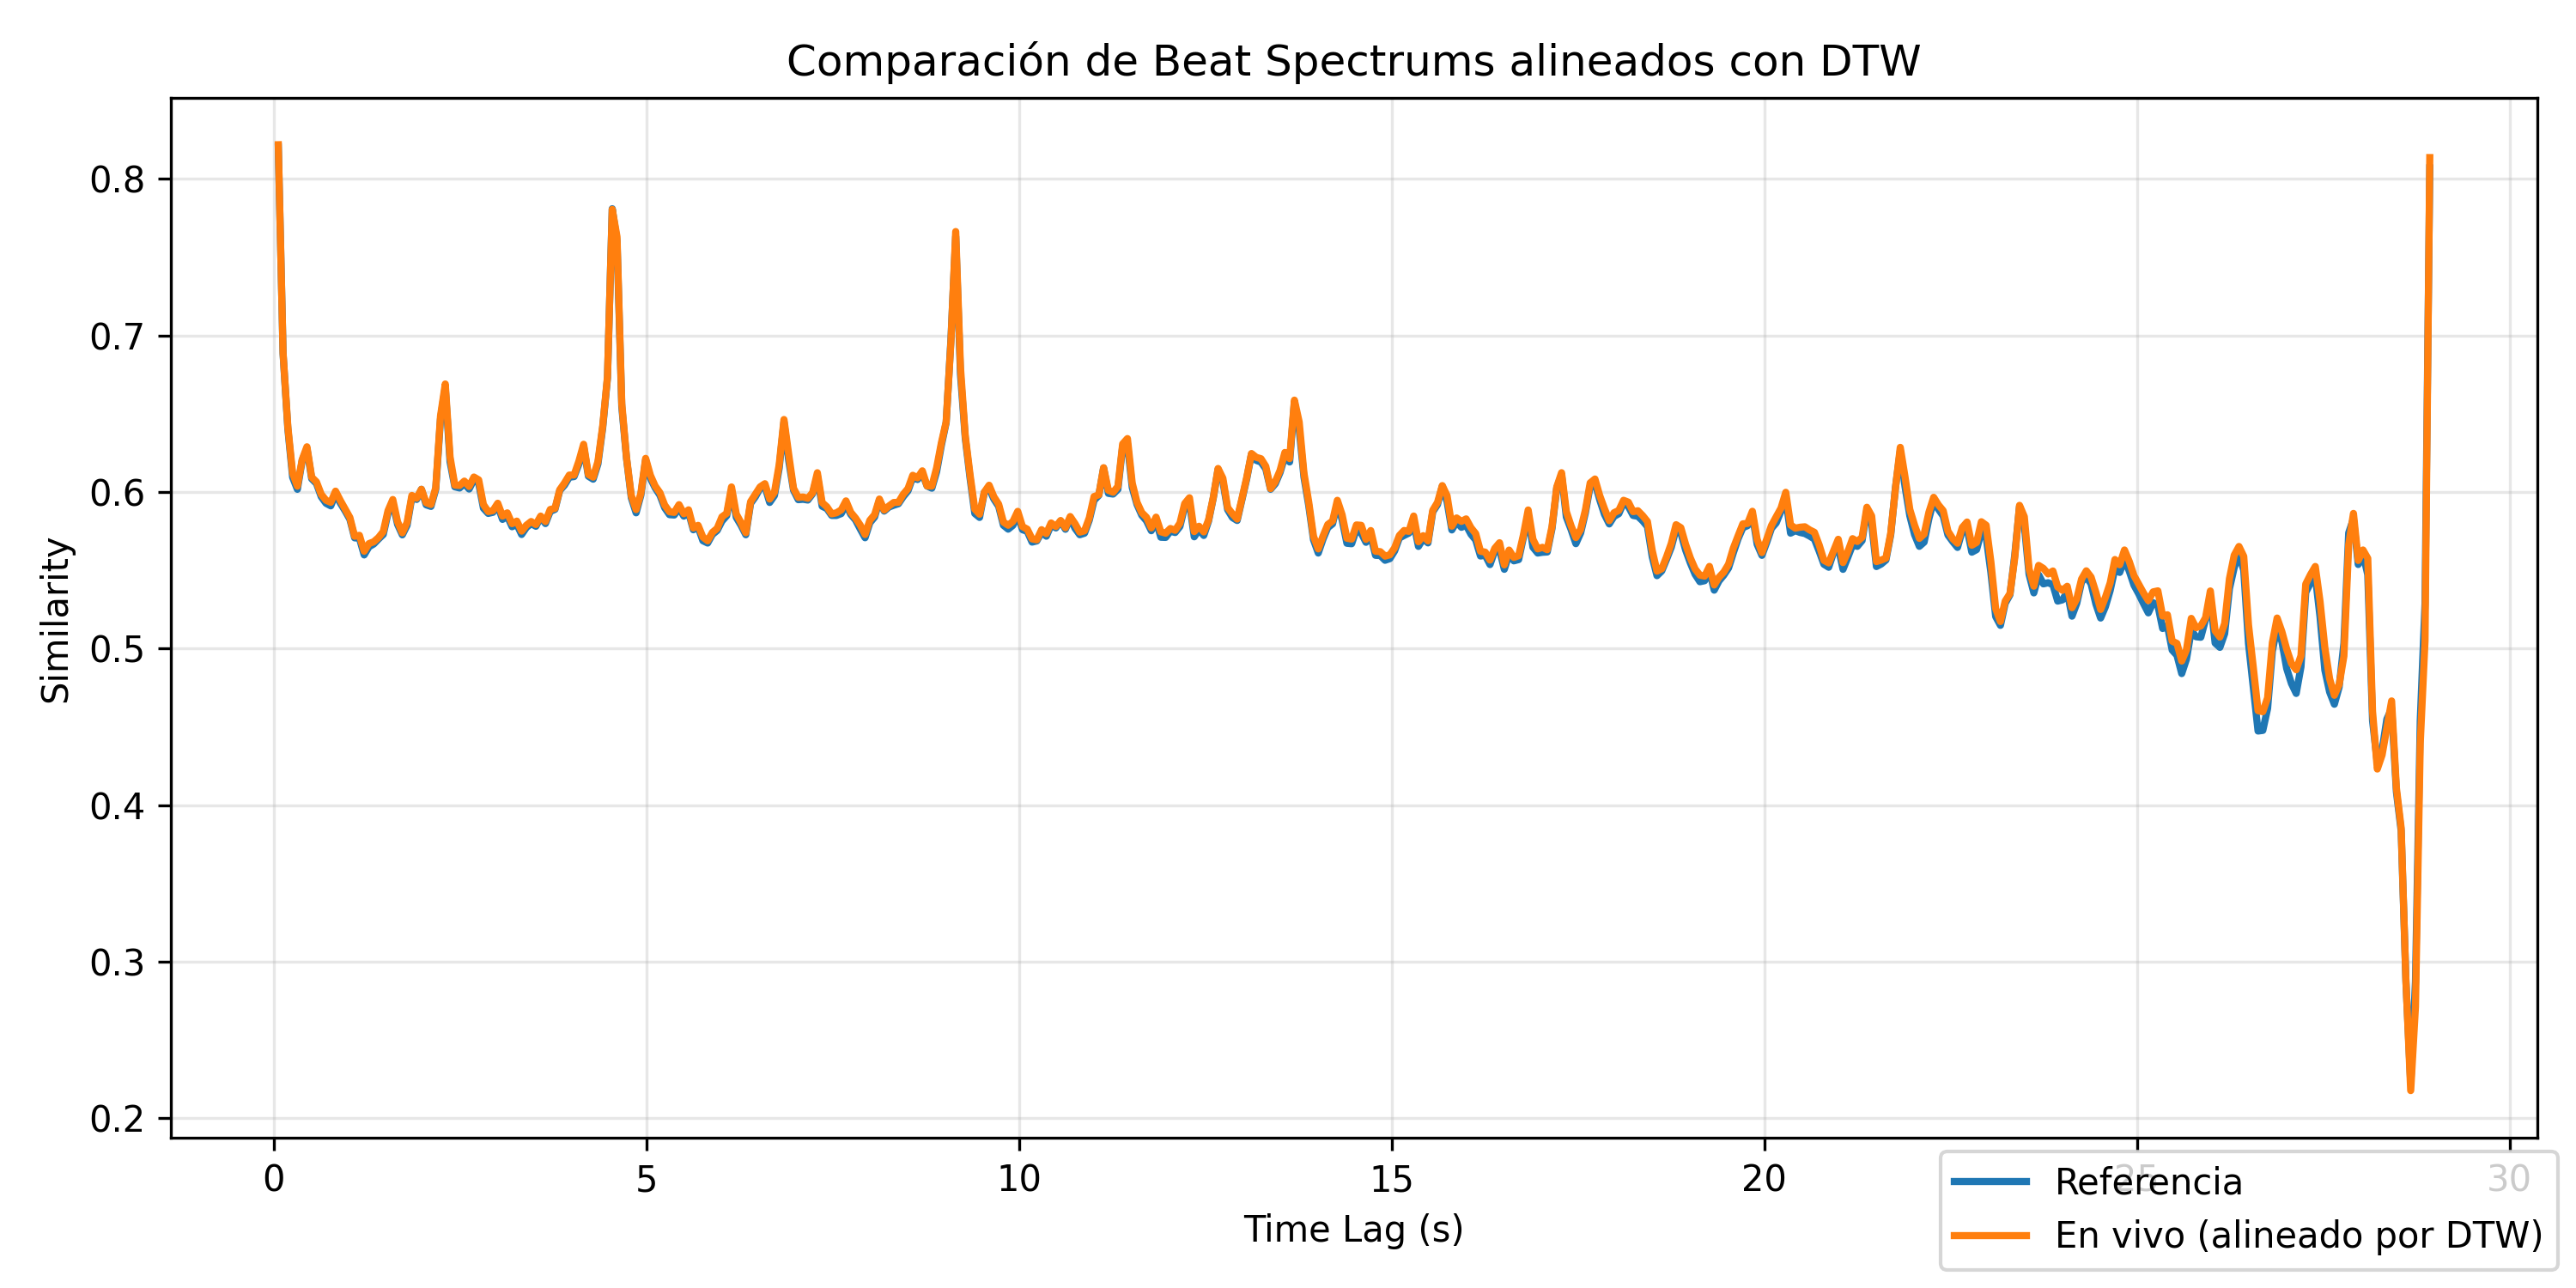 Comparación de Beat Spectrums alineados con DTW
Similarity
0.8
0.7
0.6
0.5
0.4
0.3
0.2
0 5 10 15 20 25 30
Time Lag (s)
Referencia
En vivo (alineado por DTW)